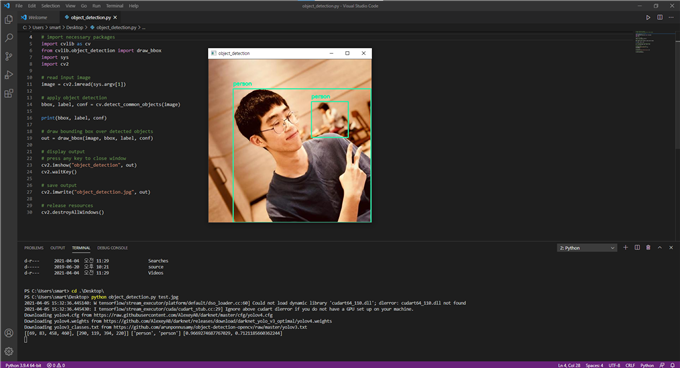 File Edit Selection View Go Run Terminal Help
object_detection.py - Visual Studio Code
Welcome
object_detection.py
C: > Users > smart > Desktop > object_detection.py > ...
4 # import necessary packages
5 import cvlib as cv
6 from cvlib.object_detection import draw_bbox
7 import sys
8 import cv2
9
10 # read input image
11 image = cv2.imread(sys.argv[1])
12
13 # apply object detection
14 bbox, label, conf = cv.detect_common_objects(image)
15
16 print(bbox, label, conf)
17
18 # draw bounding box over detected objects
19 out = draw_bbox(image, bbox, label, conf)
20
21 # display output
22 # press any key to close window
23 cv2.imshow("object_detection", out)
24 cv2.waitKey()
25
26 # save output
27 cv2.imwrite("object_detection.jpg", out)
28
29 # release resources
30 cv2.destroyAllWindows()
object_detection
person
person
PROBLEMS OUTPUT TERMINAL DEBUG CONSOLE
2: Python
d-r--- 2021-04-04 오전 11:29 Searches
d----- 2019-06-20 오후 10:21 source
d-r--- 2021-04-04 오전 11:29 Videos
PS C:\Users\smart> cd .\Desktop\
PS C:\Users\smart\Desktop> python object_detection.py test.jpg
2021-04-05 15:32:36.445140: W tensorflow/stream_executor/platform/default/dso_loader.cc:60] Could not load dynamic library 'cudart64_110.dll'; dlerror: cudart64_110.dll not found
2021-04-05 15:32:36.445340: I tensorflow/stream_executor/cuda/cudart_stub.cc:29] Ignore above cudart dlerror if you do not have a GPU set up on your machine.
Downloading yolov4.cfg from https://raw.githubusercontent.com/AlexeyAB/darknet/master/cfg/yolov4.cfg
Downloading yolov4.weights from https://github.com/AlexeyAB/darknet/releases/download/darknet_yolo_v3_optimal/yolov4.weights
Downloading yolov3_classes.txt from https://github.com/arunponnusamy/object-detection-opencv/raw/master/yolov3.txt
[[69, 83, 458, 460], [290, 119, 394, 220]] ['person', 'person']
Python 3.9.4 64-bit
0 0
Ln 4, Col 28 Spaces: 4 UTF-8 CRLF Python